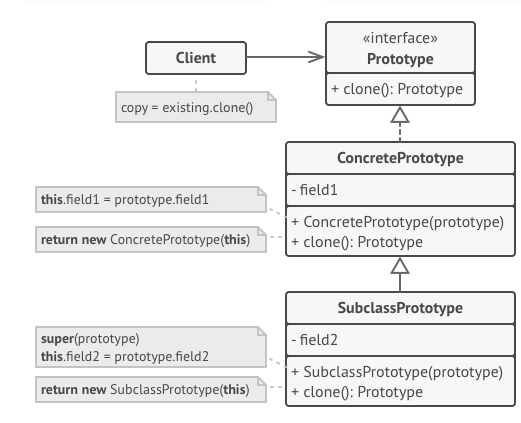 «interface»
Prototype
+ clone(): Prototype
Client
copy = existing.clone()
ConcretePrototype
- field1
+ ConcretePrototype(prototype)
+ clone(): Prototype
this.field1 = prototype.field1
return new ConcretePrototype(this)
SubclassPrototype
- field2
+ SubclassPrototype(prototype)
+ clone(): Prototype
super(prototype)
this.field2 = prototype.field2
return new SubclassPrototype(this)